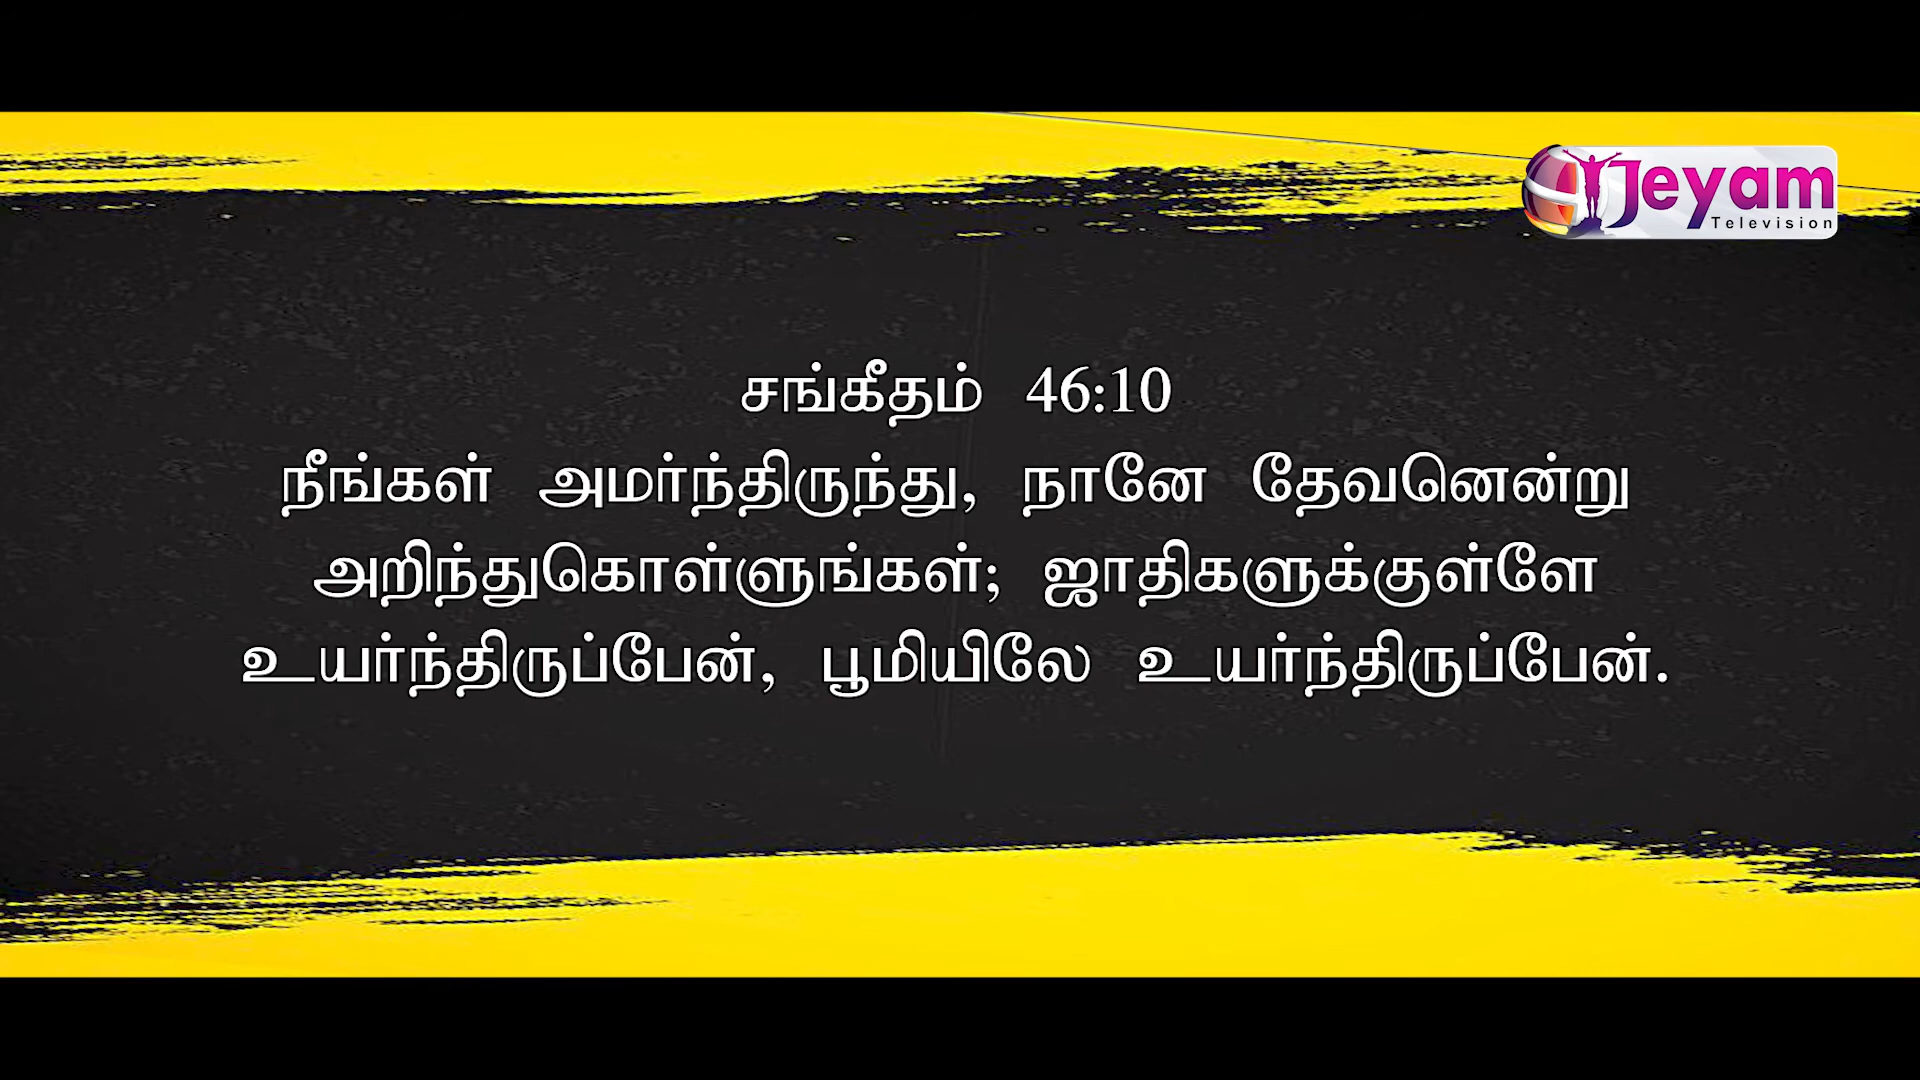 Jeyam
Television
சங்கீதம் 46:10
நீங்கள் அமர்ந்திருந்து, நானே தேவனென்று
அறிந்துகொள்ளுங்கள்; ஜாதிகளுக்குள்ளே
உயர்ந்திருப்பேன், பூமியிலே உயர்ந்திருப்பேன்.